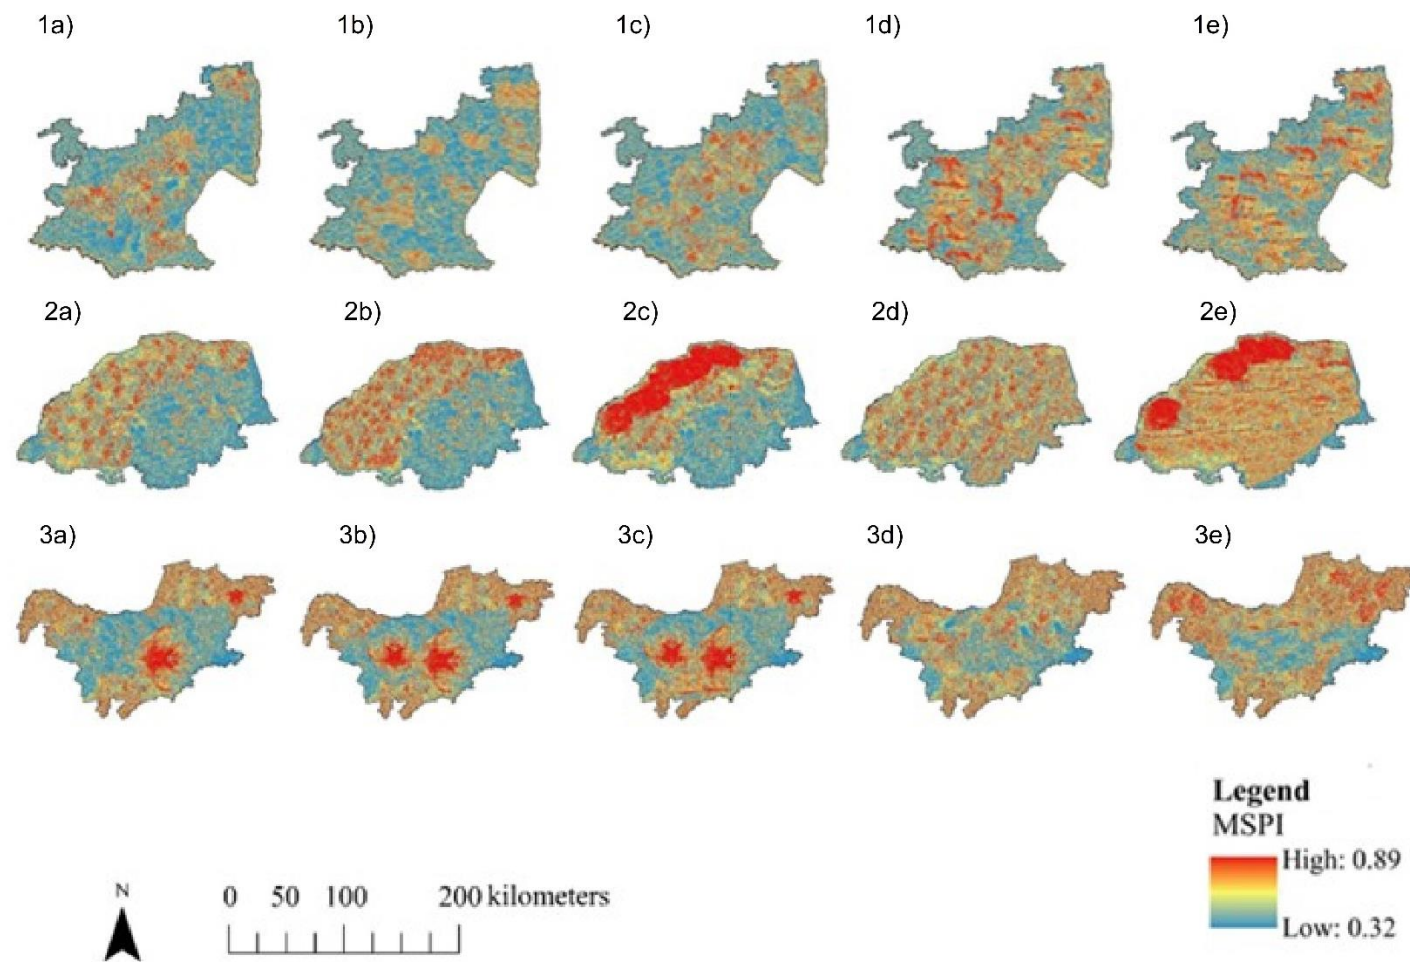 1a) 1b) 1c) 1d) 1e)
2a) 2b) 2c) 2d) 2e)
3a) 3b) 3c) 3d) 3e)
Legend
MSPI
High: 0.89
Low: 0.32
N
0 50 100 200 kilometers